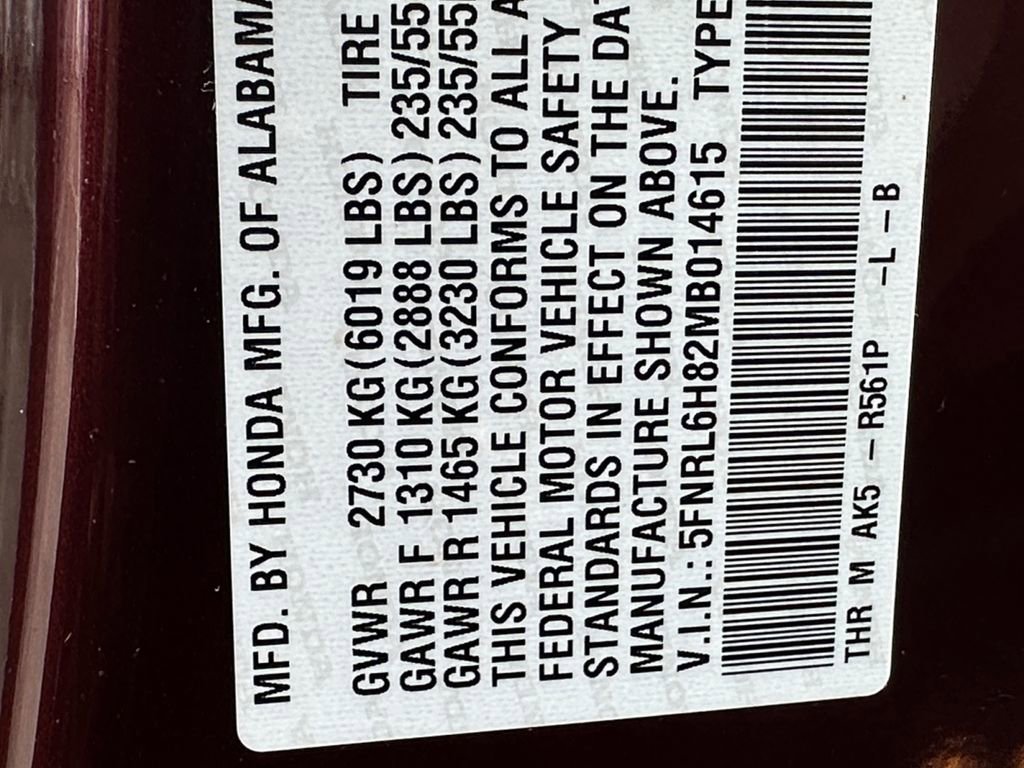 MFD. BY HONDA MFG. OF ALABAMA
GVWR 2730 KG (6019 LBS) TIRE
GAWR F 1310 KG (2888 LBS) 235/55
GAWR R 1465 KG (3230 LBS) 235/55
THIS VEHICLE CONFORMS TO ALL A
FEDERAL MOTOR VEHICLE SAFETY
STANDARDS IN EFFECT ON THE DAT
MANUFACTURE SHOWN ABOVE.
V.I.N.: 5FNRL6H82MB014615 TYPE
THR M AK5 - R561P - L - B